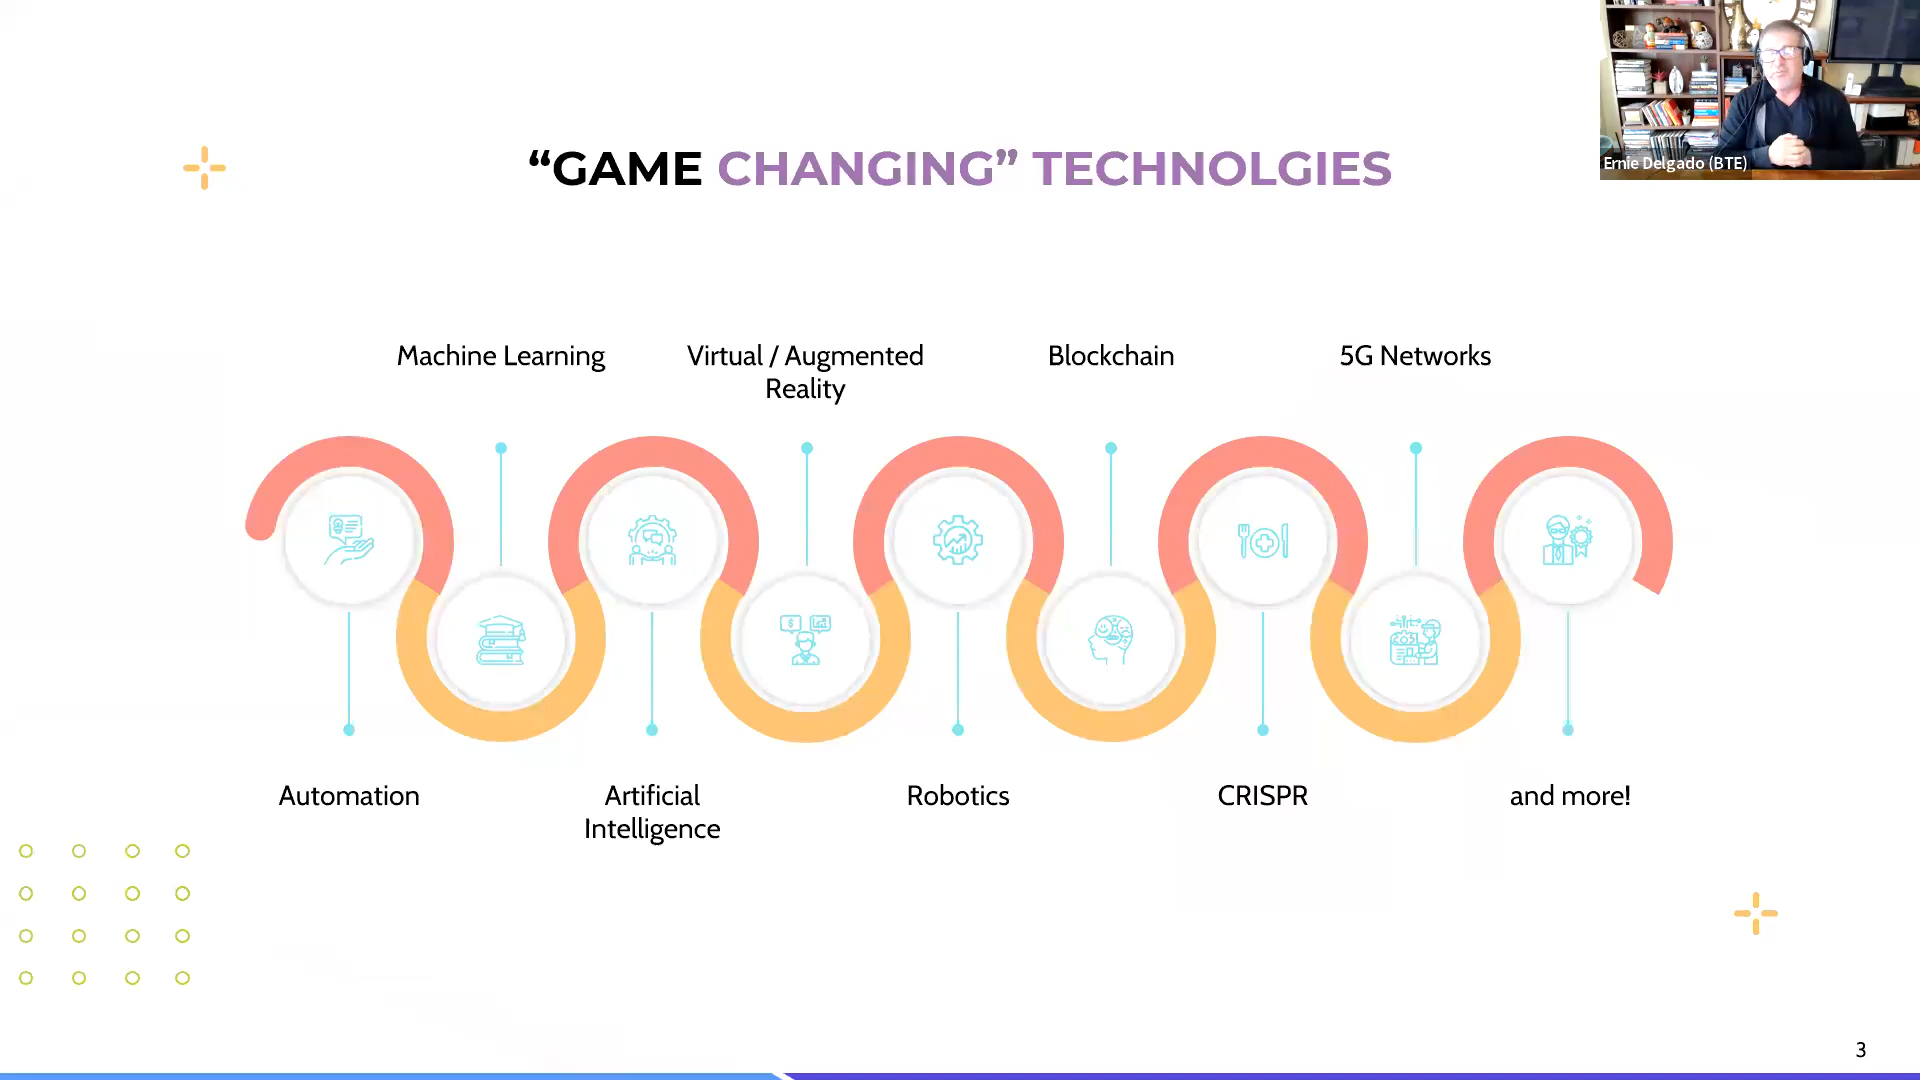 “GAME CHANGING” TECHNOLGIES
Ernie Delgado (BTE)
Machine Learning
Virtual / Augmented
Reality
Blockchain
5G Networks
$
Automation
Artificial
Intelligence
Robotics
CRISPR
and more!
3